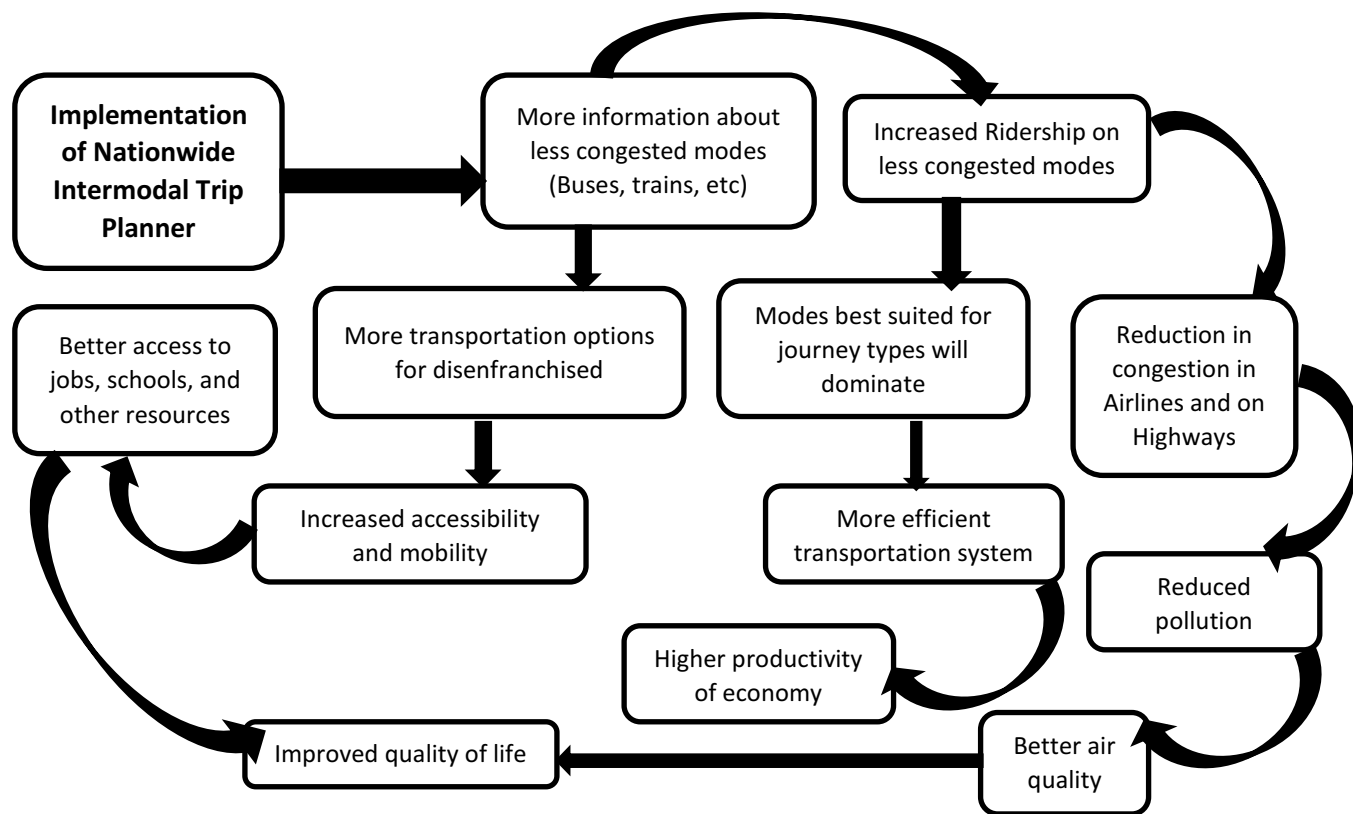 Implementation
of Nationwide
Intermodal Trip
Planner
More information about
less congested modes
(Buses, trains, etc)
Increased Ridership on
less congested modes
Better access to
jobs, schools, and
other resources
More transportation options
for disenfranchised
Modes best suited for
journey types will
dominate
Reduction in
congestion in
Airlines and on
Highways
Increased accessibility
and mobility
More efficient
transportation system
Reduced
pollution
Higher productivity
of economy
Improved quality of life
Better air
quality